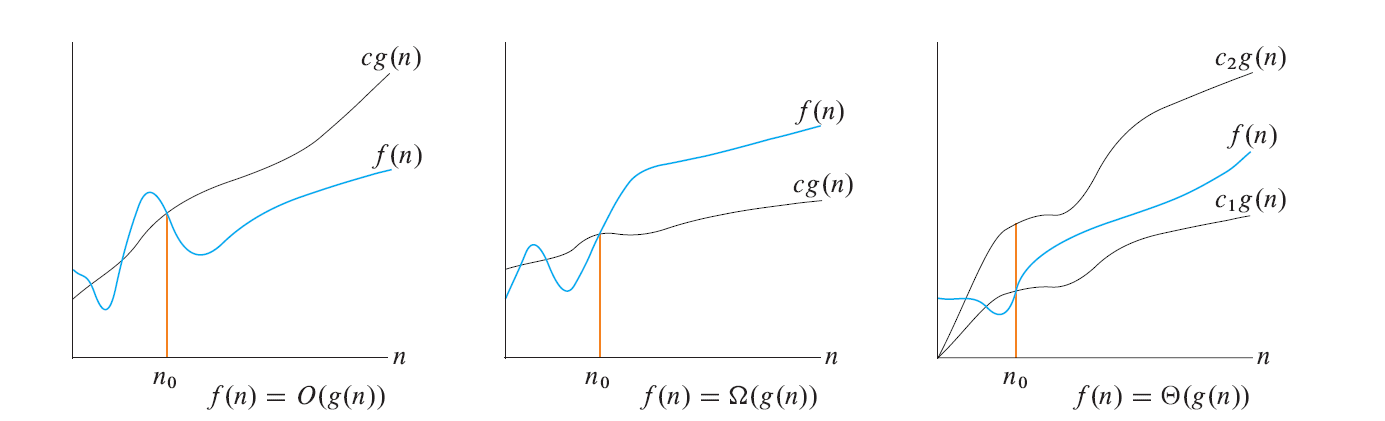 cg(n)
f(n)
n
n₀
f(n) = O(g(n))
f(n)
cg(n)
n
n₀
f(n) = Ω(g(n))
c₂g(n)
f(n)
c₁g(n)
n
n₀
f(n) = Θ(g(n))